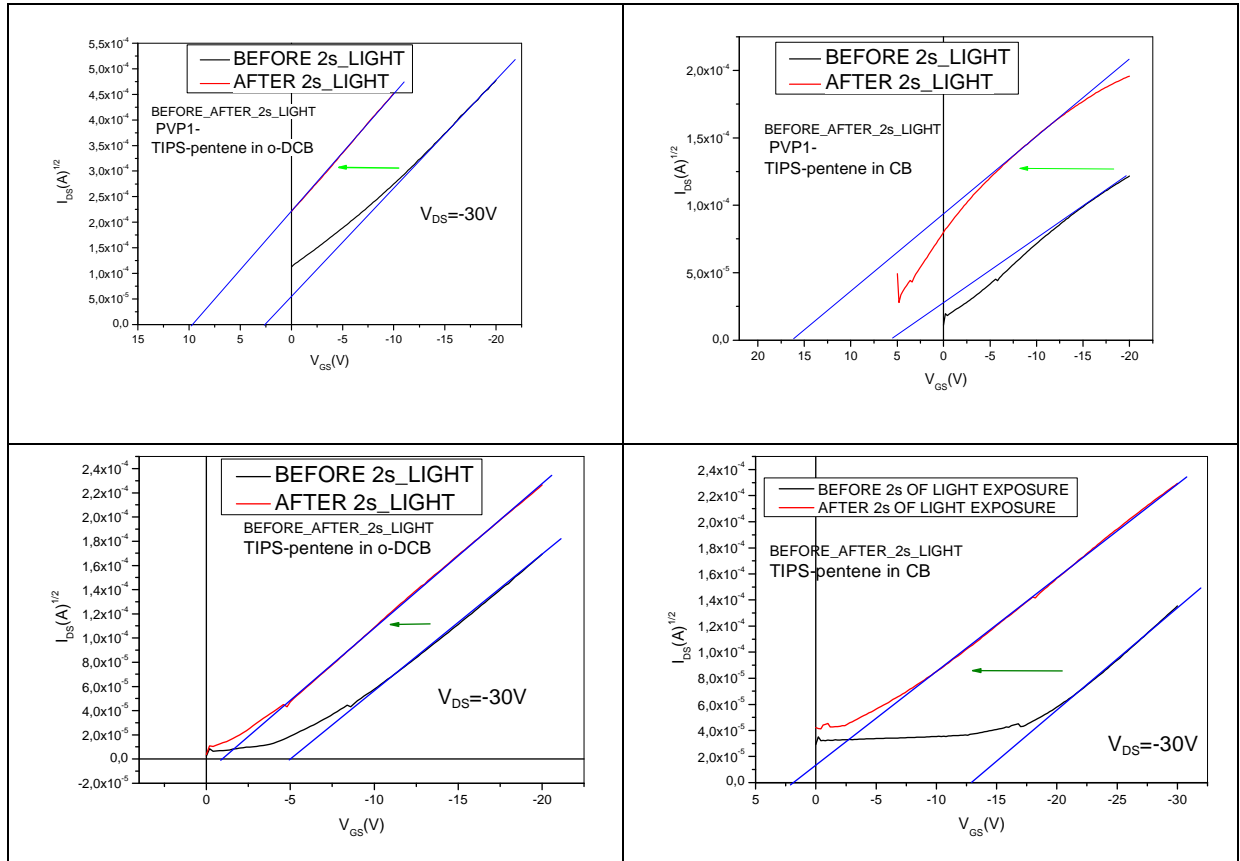 5,5x10⁻⁴
5,0x10⁻⁴
4,5x10⁻⁴
4,0x10⁻⁴
3,5x10⁻⁴
3,0x10⁻⁴
2,5x10⁻⁴
2,0x10⁻⁴
1,5x10⁻⁴
1,0x10⁻⁴
5,0x10⁻⁵
0,0
I_DS(A)^1/2
BEFORE 2s_LIGHT
AFTER 2s_LIGHT
BEFORE_AFTER_2s_LIGHT
PVP1-
TIPS-pentene in o-DCB
V_DS=-30V
15 10 5 0 -5 -10 -15 -20
V_GS(V)
2,0x10⁻⁴
1,5x10⁻⁴
1,0x10⁻⁴
5,0x10⁻⁵
0,0
I_DS(A)^1/2
BEFORE 2s_LIGHT
AFTER 2s_LIGHT
BEFORE_AFTER_2s_LIGHT
PVP1-
TIPS-pentene in CB
20 15 10 5 0 -5 -10 -15 -20
V_GS(V)
2,4x10⁻⁴
2,2x10⁻⁴
2,0x10⁻⁴
1,8x10⁻⁴
1,6x10⁻⁴
1,4x10⁻⁴
1,2x10⁻⁴
1,0x10⁻⁴
8,0x10⁻⁵
6,0x10⁻⁵
4,0x10⁻⁵
2,0x10⁻⁵
0,0
-2,0x10⁻⁵
I_DS(A)^1/2
BEFORE 2s_LIGHT
AFTER 2s_LIGHT
BEFORE_AFTER_2s_LIGHT
TIPS-pentene in o-DCB
V_DS=-30V
0 -5 -10 -15 -20
V_GS(V)
2,4x10⁻⁴
2,2x10⁻⁴
2,0x10⁻⁴
1,8x10⁻⁴
1,6x10⁻⁴
1,4x10⁻⁴
1,2x10⁻⁴
1,0x10⁻⁴
8,0x10⁻⁵
6,0x10⁻⁵
4,0x10⁻⁵
2,0x10⁻⁵
0,0
I_DS(A)^1/2
BEFORE 2s OF LIGHT EXPOSURE
AFTER 2s OF LIGHT EXPOSURE
BEFORE_AFTER_2s_LIGHT
TIPS-pentene in CB
V_DS=-30V
5 0 -5 -10 -15 -20 -25 -30
V_GS(V)